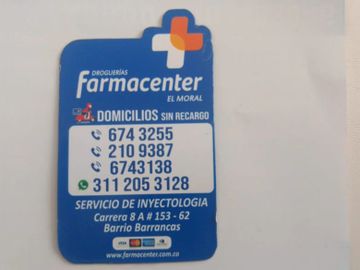 DROGUERÍAS
farmacenter
EL MORAL
DOMICILIOS SIN RECARGO
674 3255
210 9387
6743138
311 205 3128
SERVICIO DE INYECTOLOGIA
Carrera 8 A # 153 - 62
Barrio Barrancas
VISA
www.farmacenter.com.co